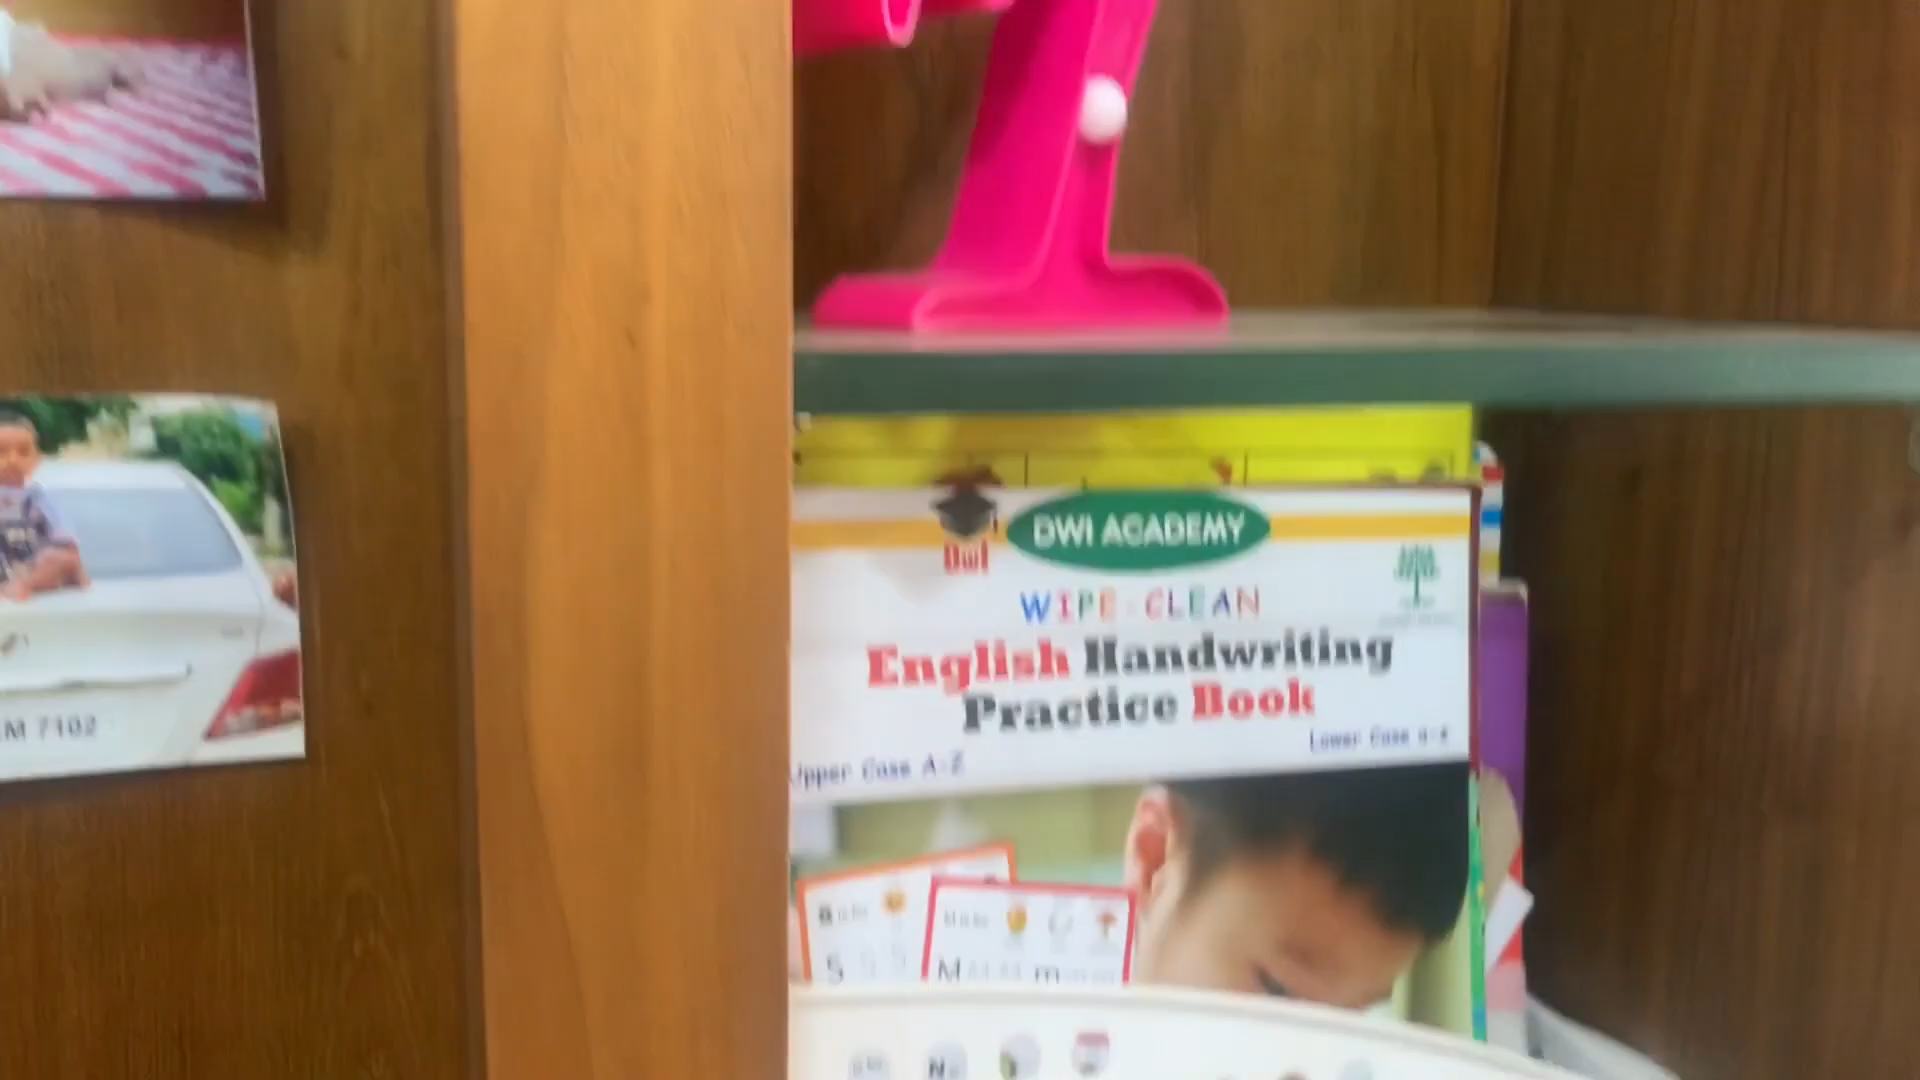 DWI ACADEMY
Dwi
WIPE-CLEAN
English Handwriting
Practice Book
Lower Case a-z
Upper Case A-Z
M 7102
S
M m